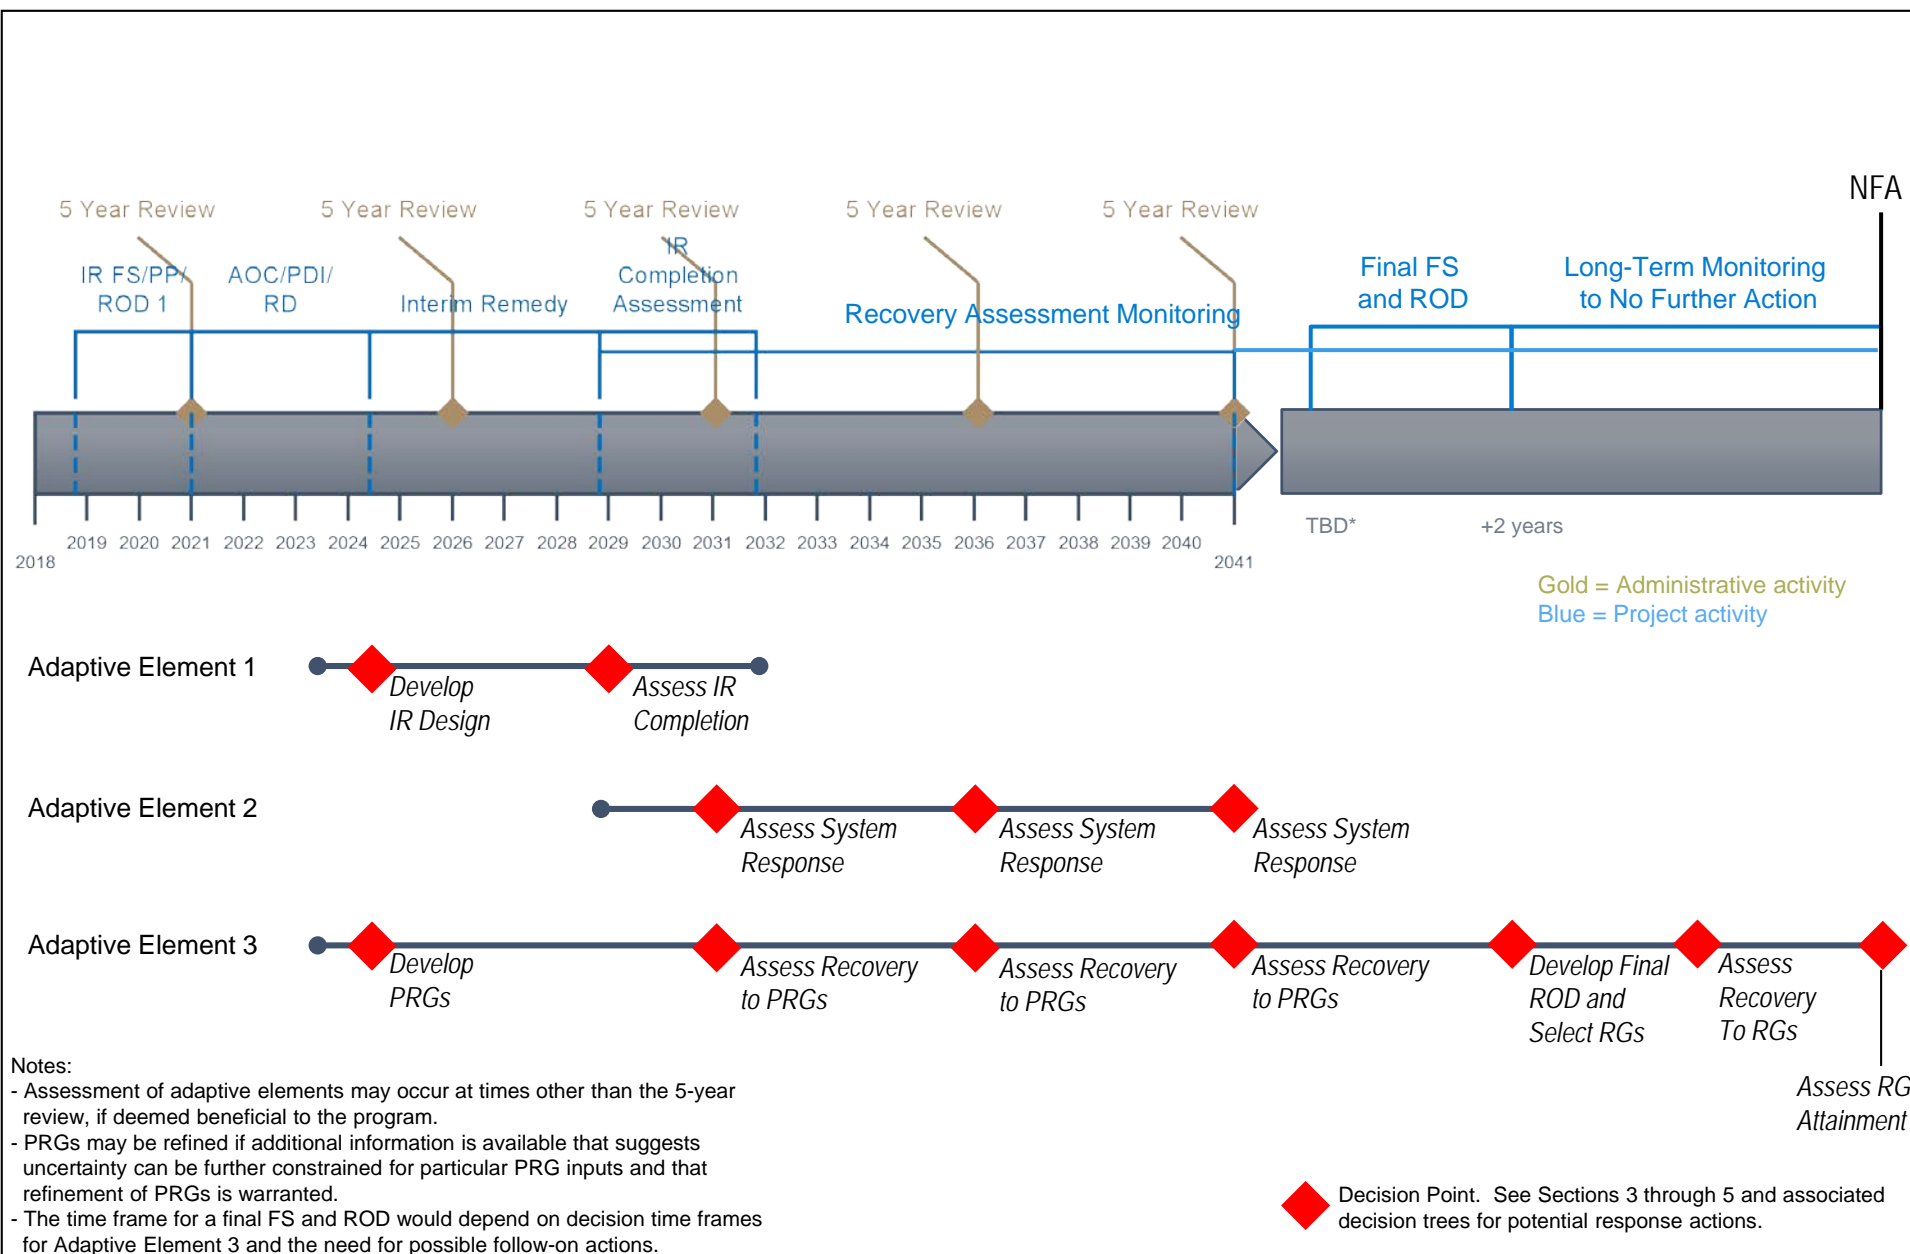 NFA
5 Year Review
5 Year Review
5 Year Review
5 Year Review
5 Year Review
IR FS/PP/
ROD 1
AOC/PDI/
RD
Interim Remedy
IR
Completion
Assessment
Recovery Assessment Monitoring
Final FS
and ROD
Long-Term Monitoring
to No Further Action
2018
2019
2020
2021
2022
2023
2024
2025
2026
2027
2028
2029
2030
2031
2032
2033
2034
2035
2036
2037
2038
2039
2040
2041
TBD*
+2 years
Gold = Administrative activity
Blue = Project activity
Adaptive Element 1
Develop
IR Design
Assess IR
Completion
Adaptive Element 2
Assess System
Response
Assess System
Response
Assess System
Response
Adaptive Element 3
Develop
PRGs
Assess Recovery
to PRGs
Assess Recovery
to PRGs
Assess Recovery
to PRGs
Develop Final
ROD and
Select RGs
Assess
Recovery
To RGs
Assess RG
Attainment
Notes:
- Assessment of adaptive elements may occur at times other than the 5-year
review, if deemed beneficial to the program.
- PRGs may be refined if additional information is available that suggests
uncertainty can be further constrained for particular PRG inputs and that
refinement of PRGs is warranted.
- The time frame for a final FS and ROD would depend on decision time frames
for Adaptive Element 3 and the need for possible follow-on actions.
Decision Point. See Sections 3 through 5 and associated
decision trees for potential response actions.